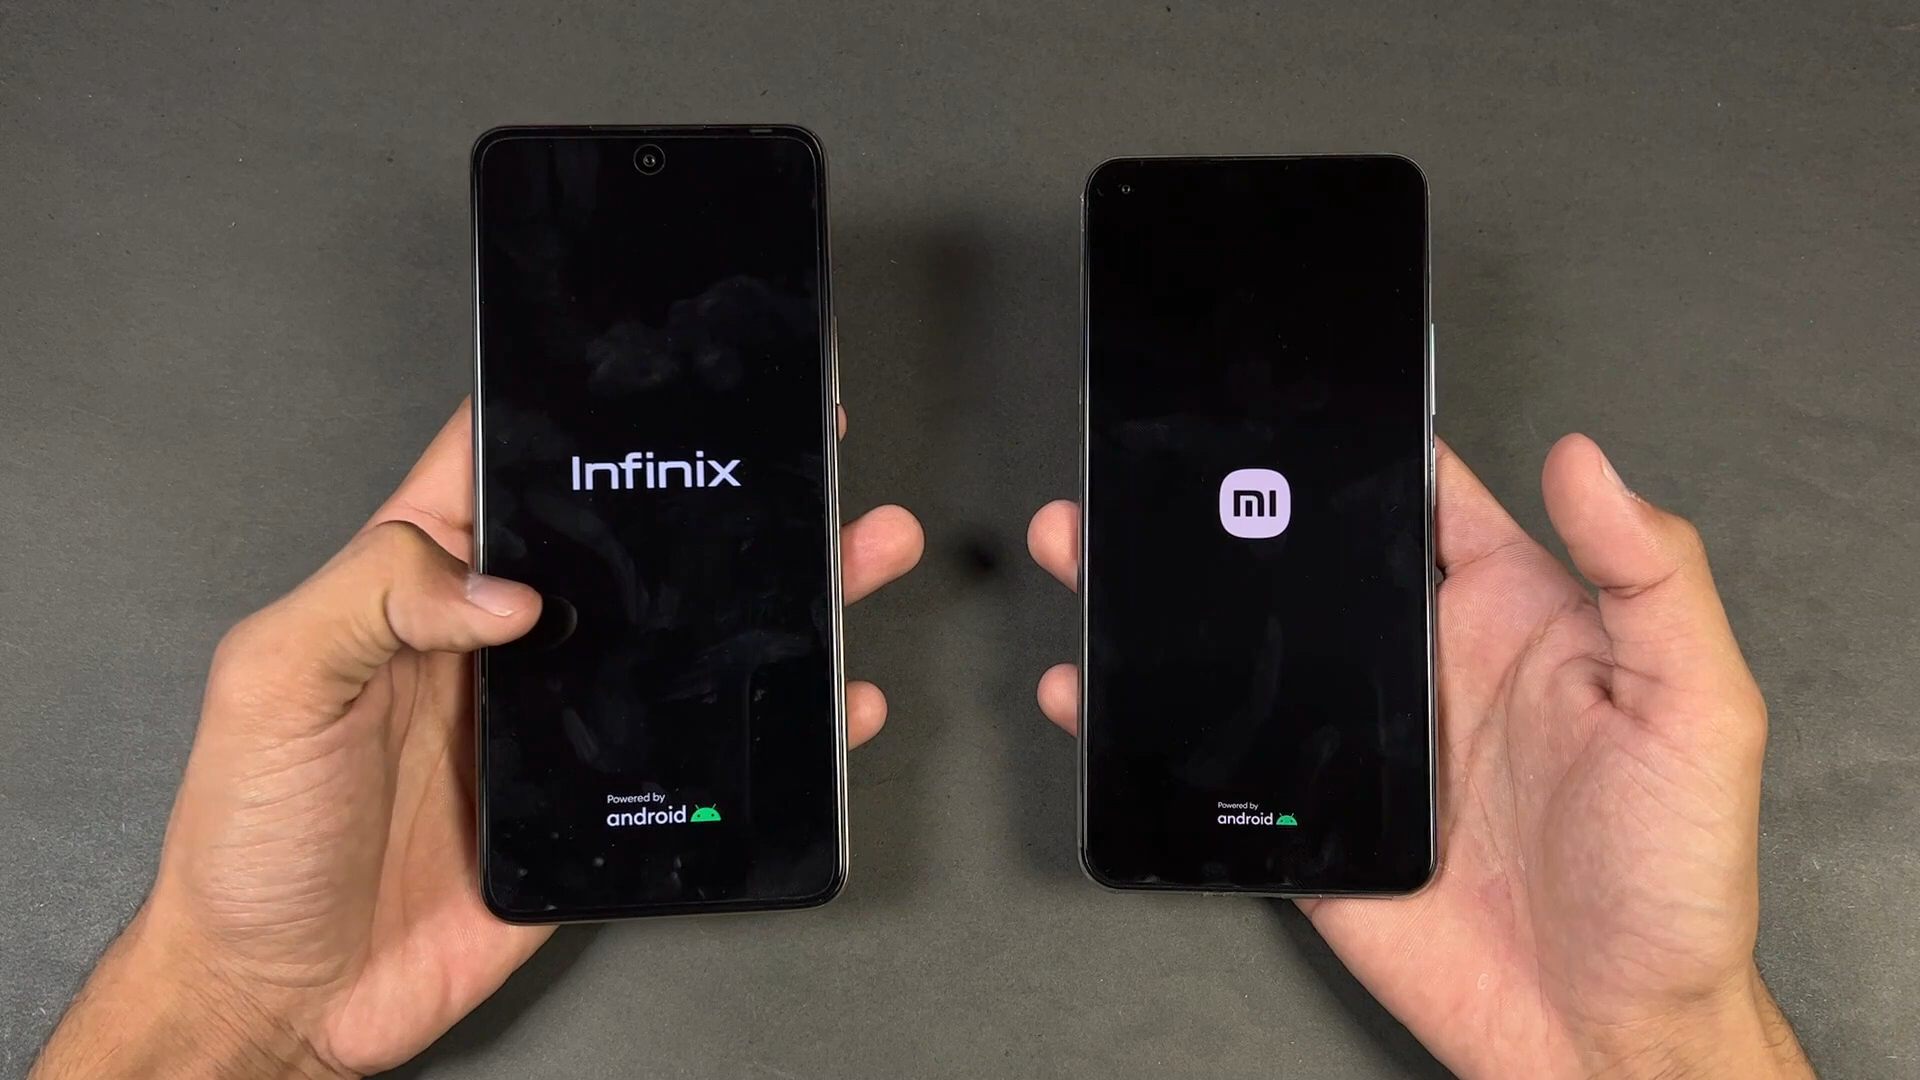 Infinix
Powered by
android
mi
Powered by
android